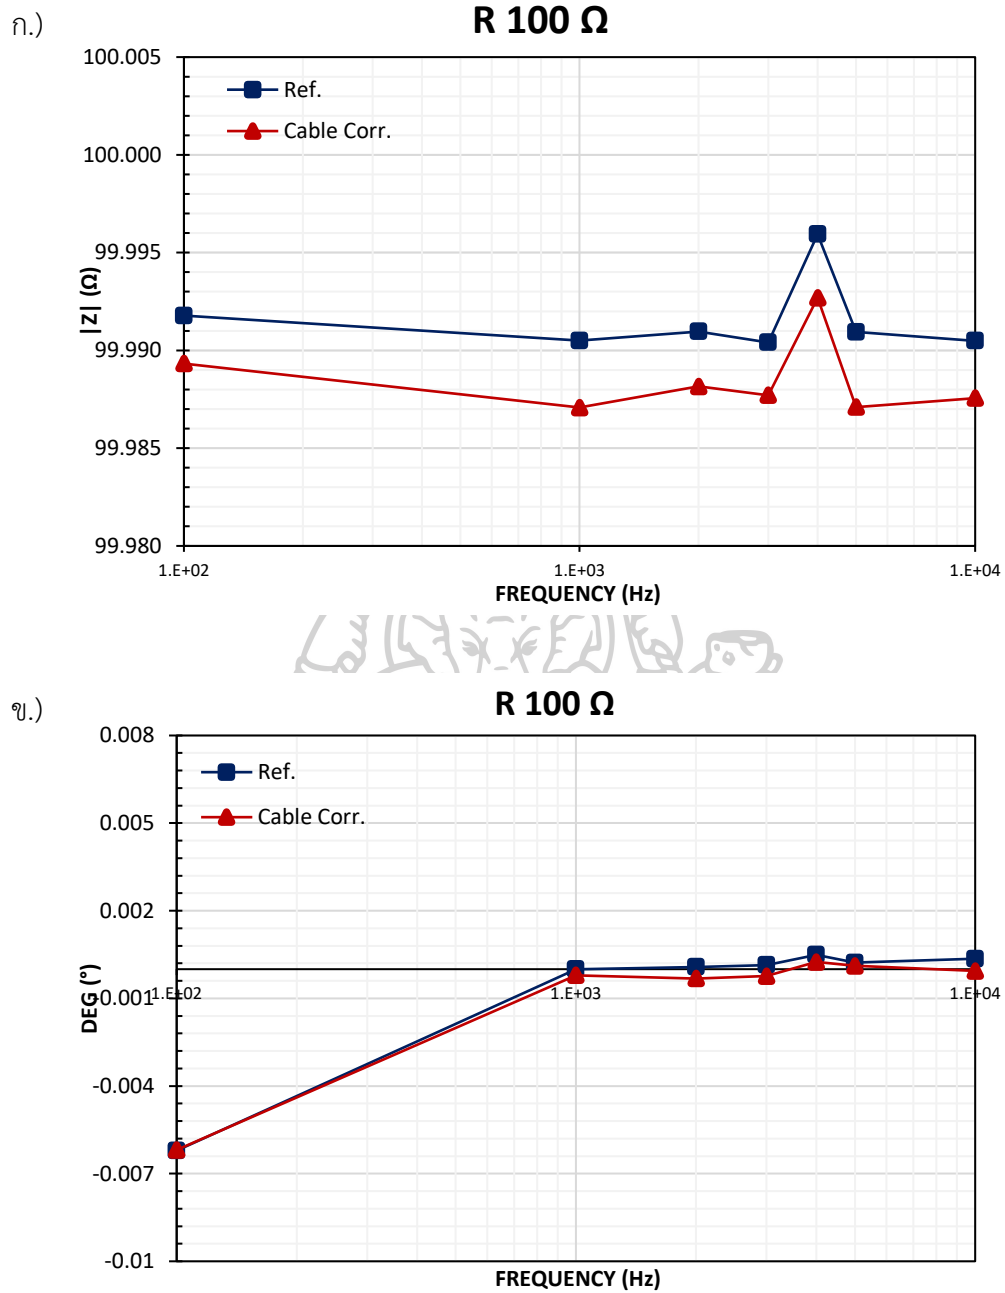 ก.)
R 100 Ω
100.005
100.000
99.995
99.990
99.985
99.980
|Z| (Ω)
Ref.
Cable Corr.
1.E+02
1.E+03
1.E+04
FREQUENCY (Hz)
ข.)
R 100 Ω
0.008
0.005
0.002
-0.001
-0.004
-0.007
-0.01
DEG (°)
Ref.
Cable Corr.
1.E+02
1.E+03
1.E+04
FREQUENCY (Hz)